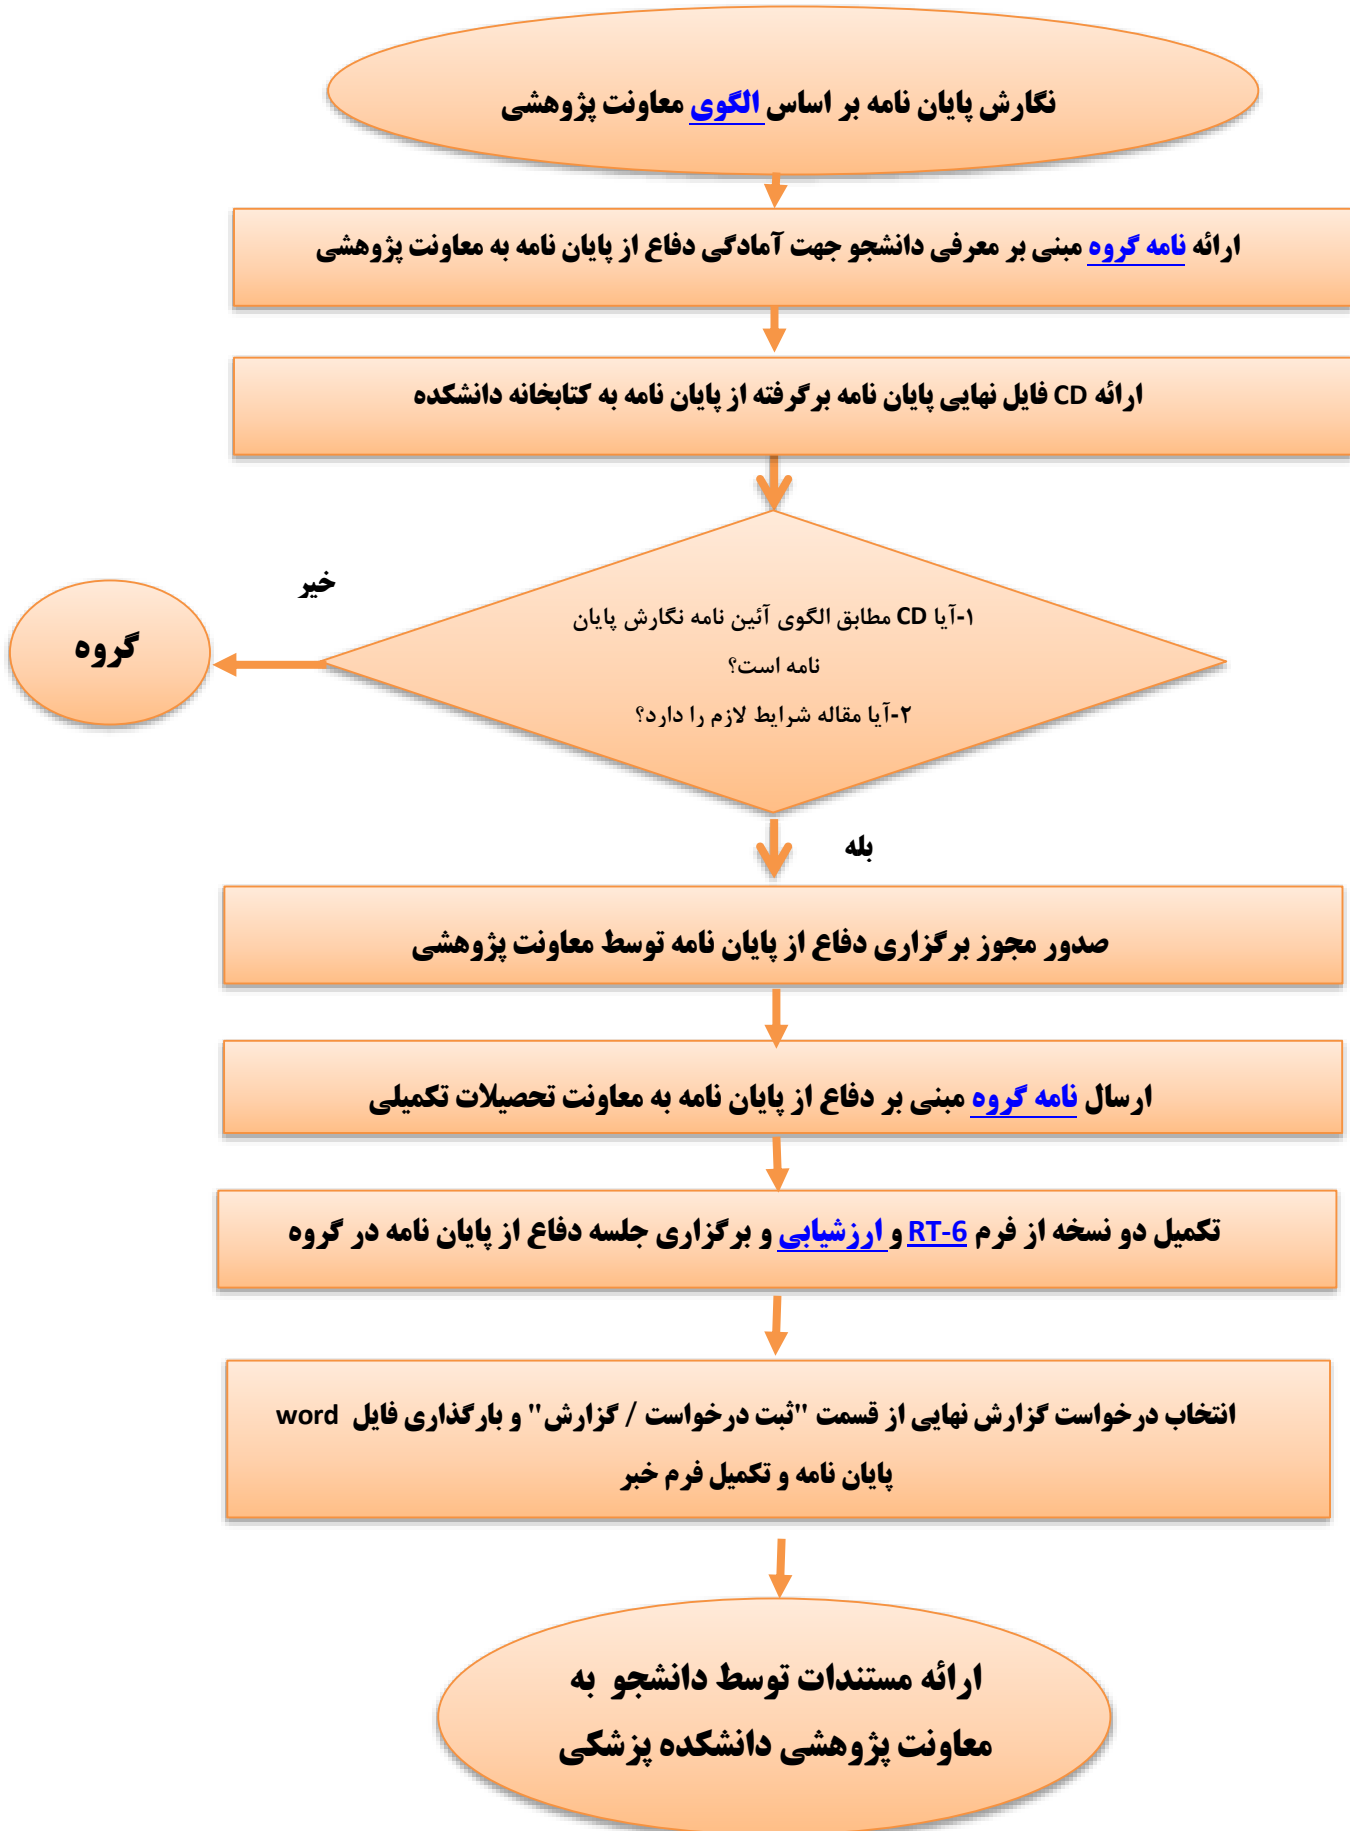 نگارش پایان نامه بر اساس الگوی معاونت پژوهشی
ارائه نامه گروه مبنی بر معرفی دانشجو جهت آمادگی دفاع از پایان نامه به معاونت پژوهشی
ارائه CD فایل نهایی پایان نامه برگرفته از پایان نامه به کتابخانه دانشکده
خیر
گروه
۱-آیا CD مطابق الگوی آئین نامه نگارش پایان
نامه است؟
۲-آیا مقاله شرایط لازم را دارد؟
بله
صدور مجوز برگزاری دفاع از پایان نامه توسط معاونت پژوهشی
ارسال نامه گروه مبنی بر دفاع از پایان نامه به معاونت تحصیلات تکمیلی
تکمیل دو نسخه از فرم RT-6 و ارزشیابی و برگزاری جلسه دفاع از پایان نامه در گروه
انتخاب درخواست گزارش نهایی از قسمت "ثبت درخواست / گزارش" و بارگذاری فایل word
پایان نامه و تکمیل فرم خبر
ارائه مستندات توسط دانشجو به
معاونت پژوهشی دانشکده پزشکی